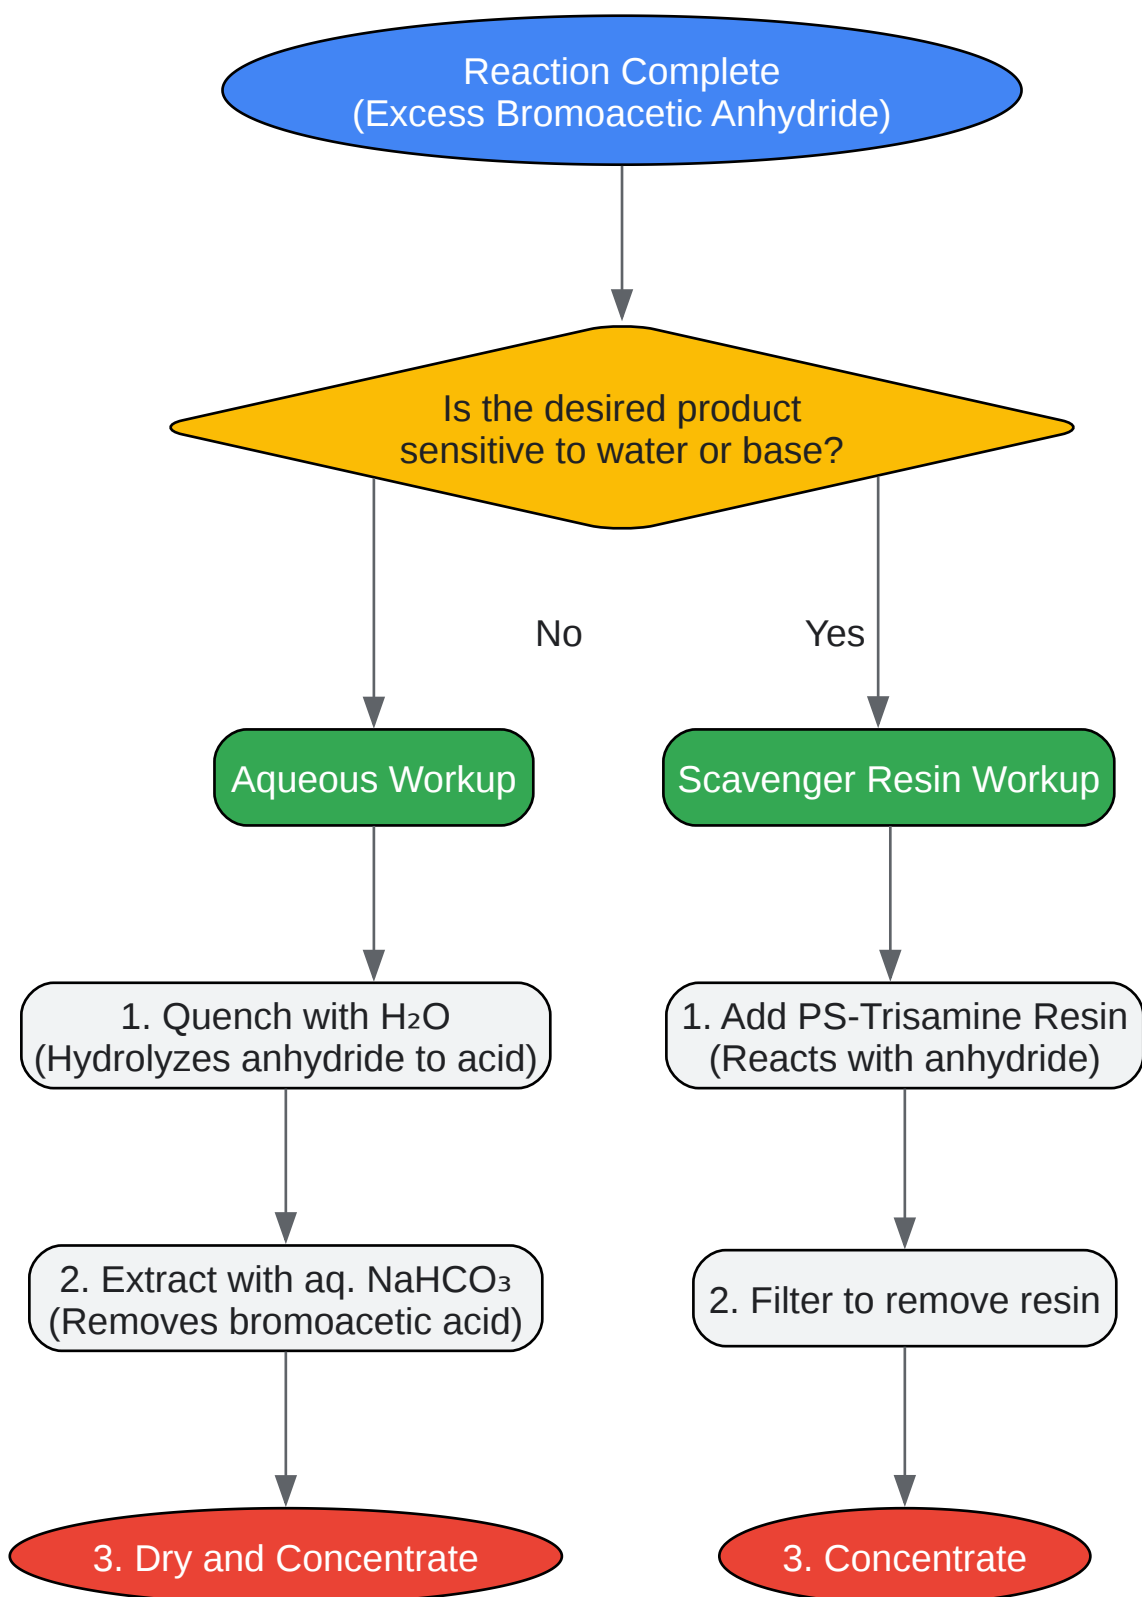 Reaction Complete
(Excess Bromoacetic Anhydride)
Is the desired product
sensitive to water or base?
No
Yes
Aqueous Workup
Scavenger Resin Workup
1. Quench with H₂O
(Hydrolyzes anhydride to acid)
1. Add PS-Trisamine Resin
(Reacts with anhydride)
2. Extract with aq. NaHCO₃
(Removes bromoacetic acid)
2. Filter to remove resin
3. Dry and Concentrate
3. Concentrate